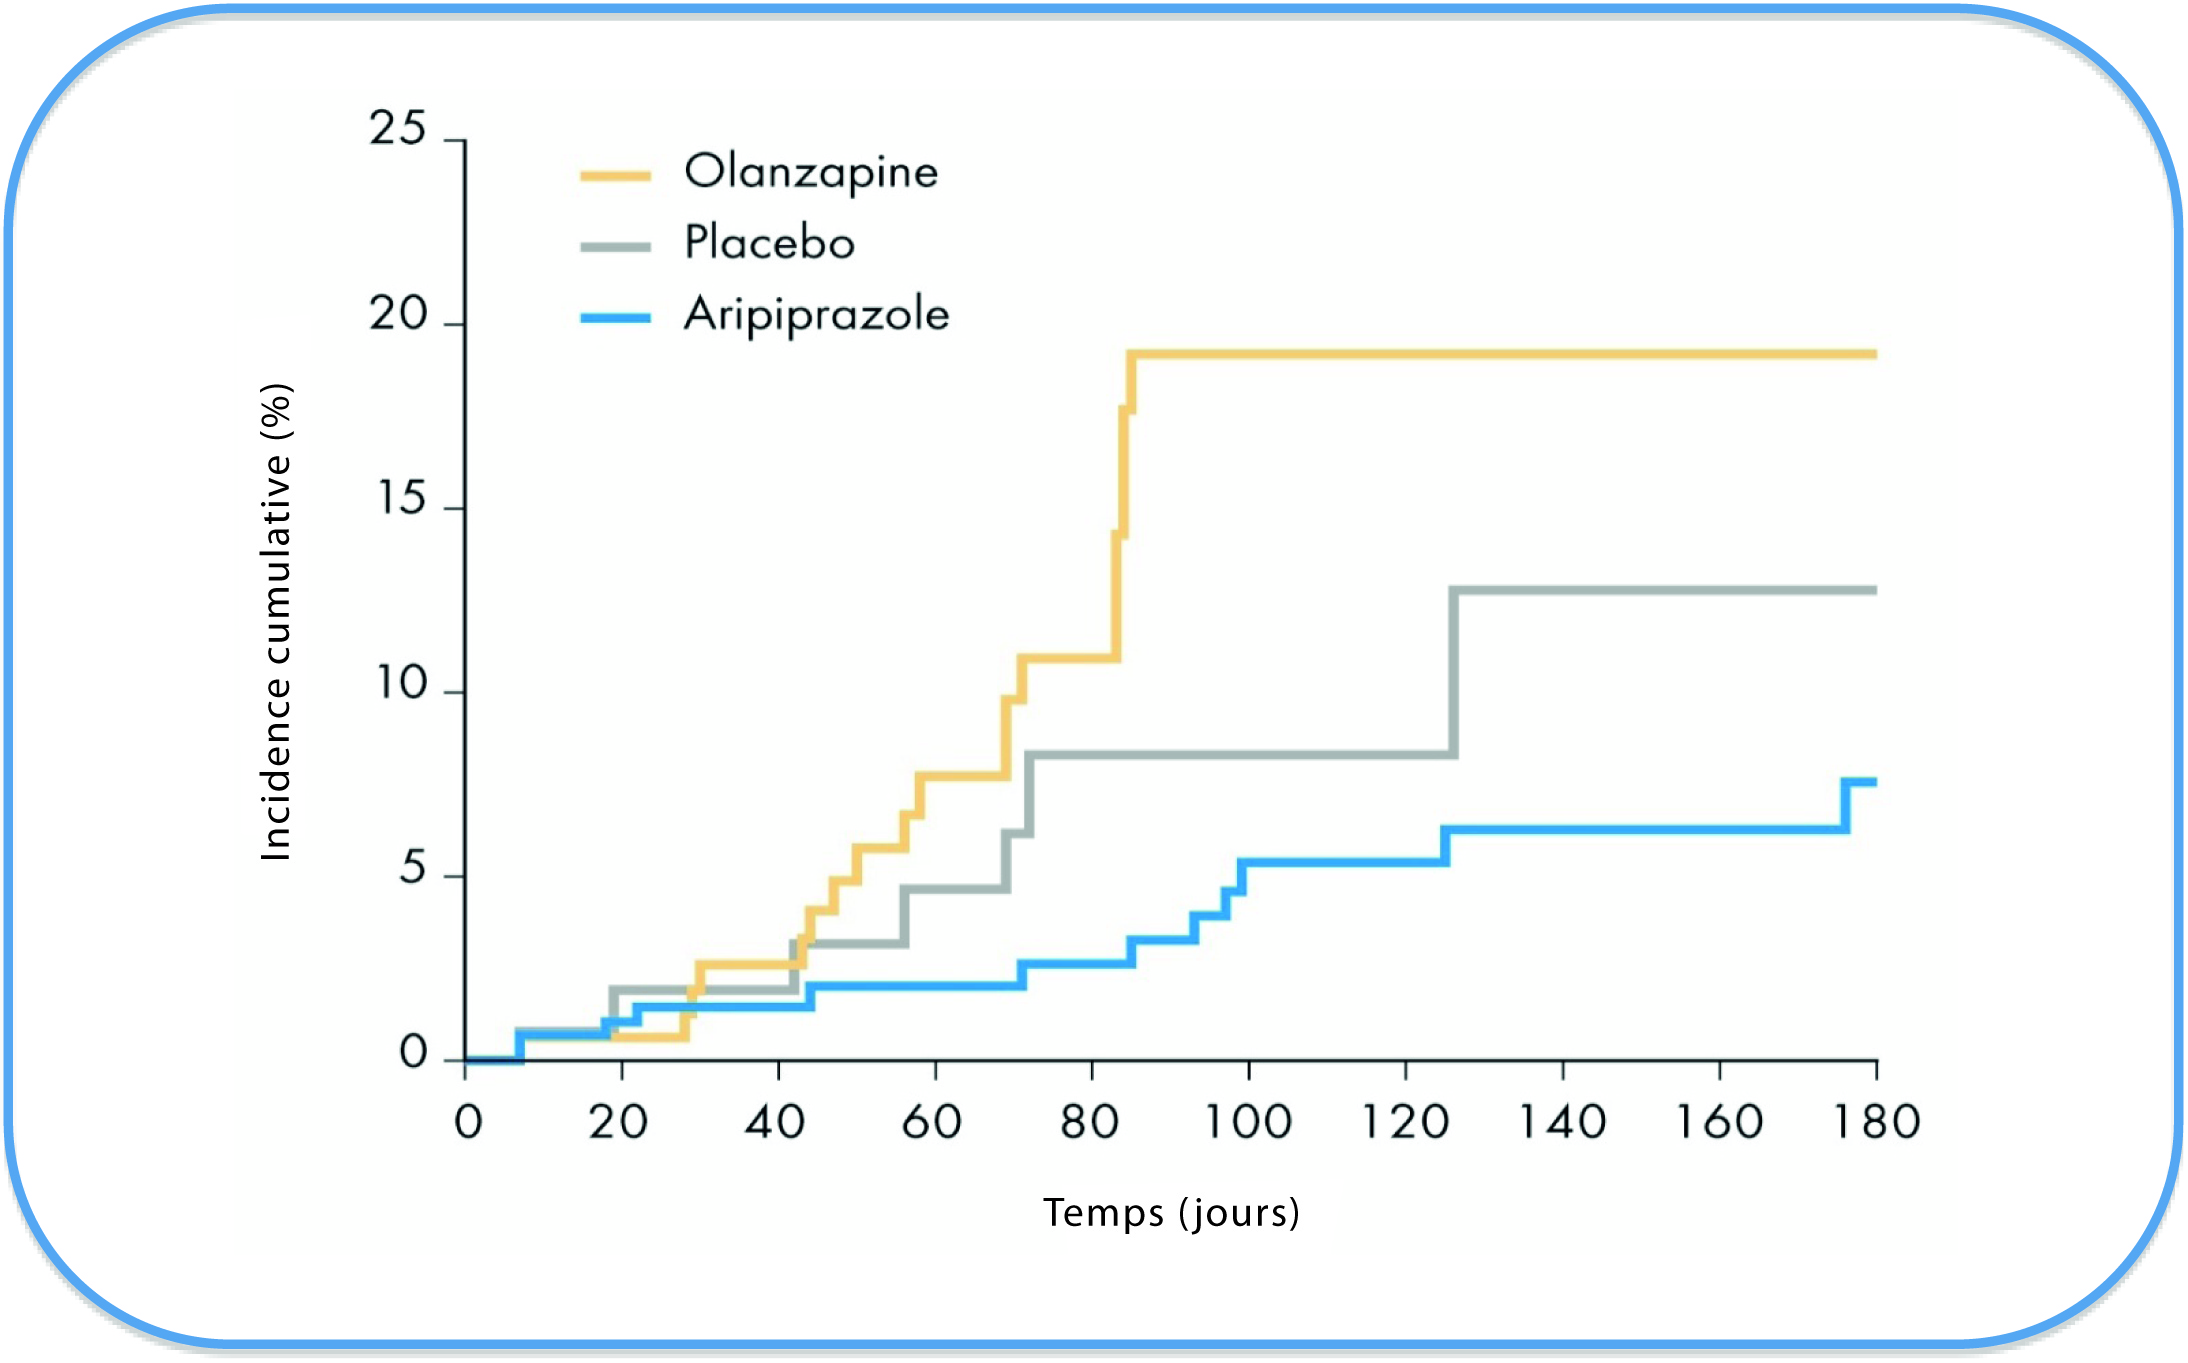 25
20
15
10
5
0
Incidence cumulative (%)
Olanzapine
Placebo
Aripiprazole
0 20 40 60 80 100 120 140 160 180
Temps (jours)